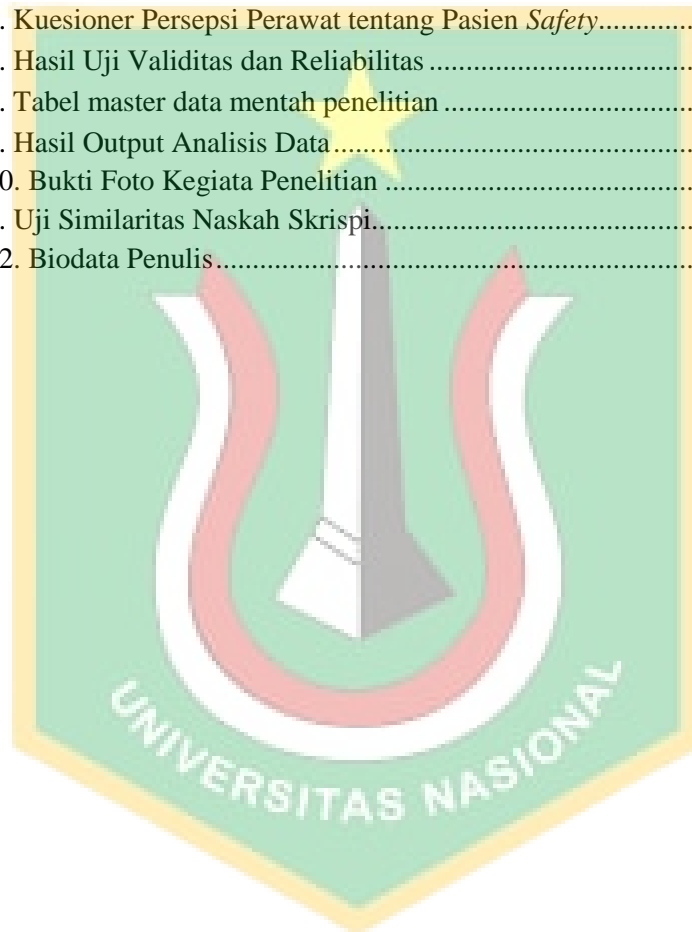 . Kuesioner Persepsi Perawat tentang Pasien Safety................
. Hasil Uji Validitas dan Reliabilitas ..................................
. Tabel master data mentah penelitian ................................
. Hasil Output Analisis Data..............................................
0. Bukti Foto Kegiata Penelitian .......................................
. Uji Similaritas Naskah Skrispi.........................................
2. Biodata Penulis............................................................
UNIVERSITAS NASIONAL